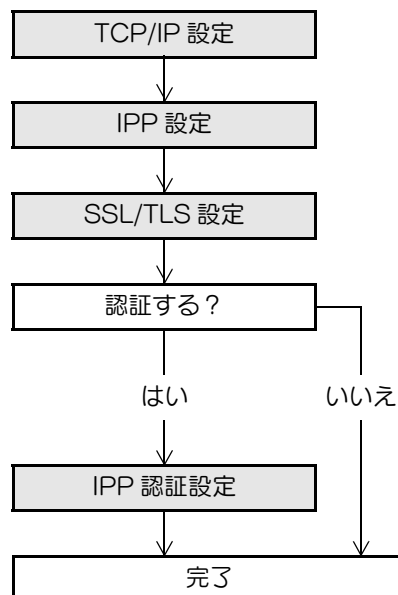 TCP/IP 設定
IPP 設定
SSL/TLS 設定
認証する？
はい
いいえ
IPP 認証設定
完了